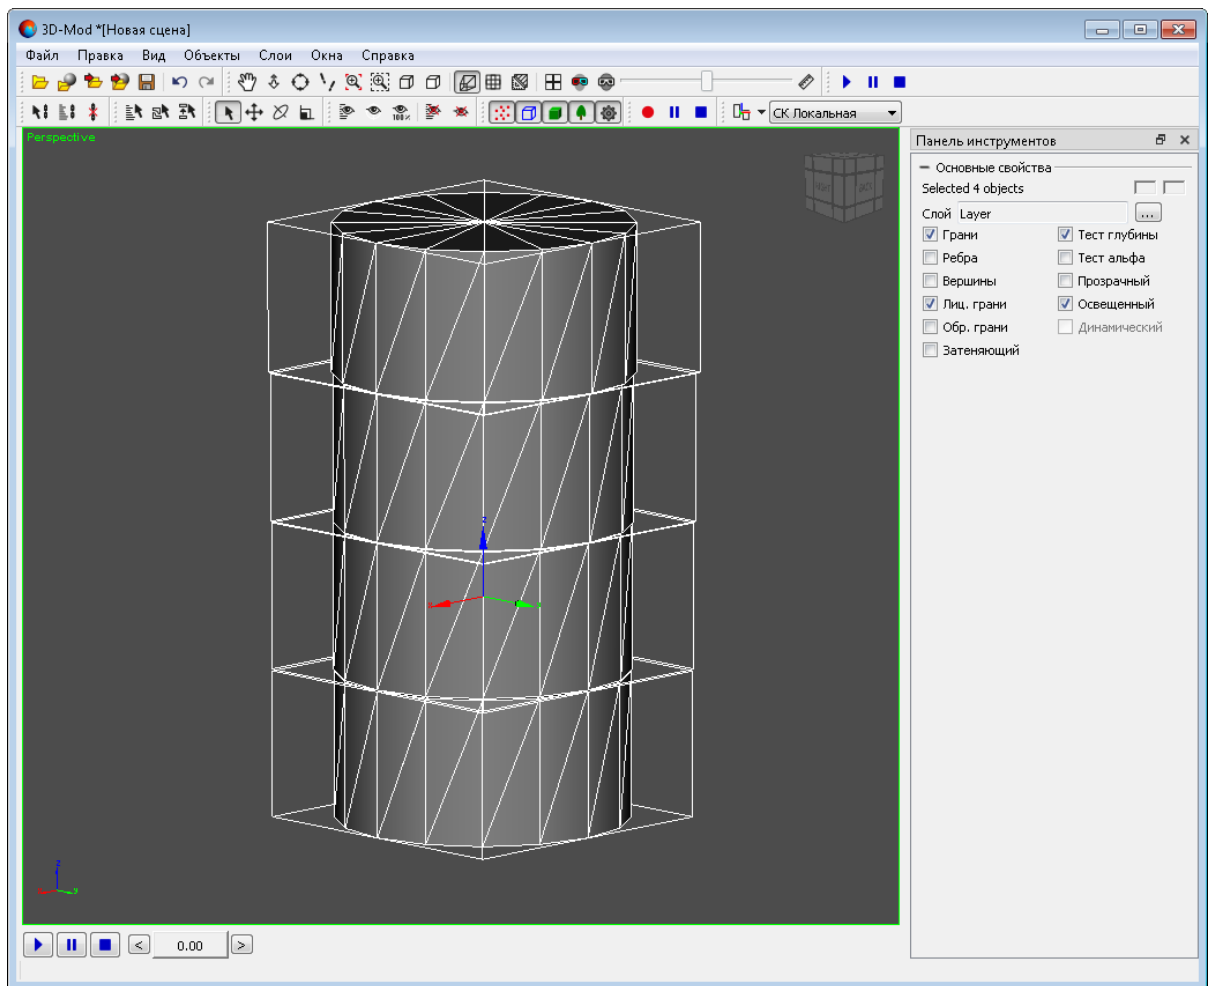 3D-Mod *[Новая сцена]
Файл Правка Вид Объекты Слои Окна Справка
100%
СК Локальная
Perspective
Панель инструментов
Основные свойства
Selected 4 objects
Слой Layer ...
Грани Тест глубины
Ребра Тест альфа
Вершины Прозрачный
Лиц. грани Освещенный
Обр. грани Динамический
Затеняющий
z
z
y
< 0.00 >